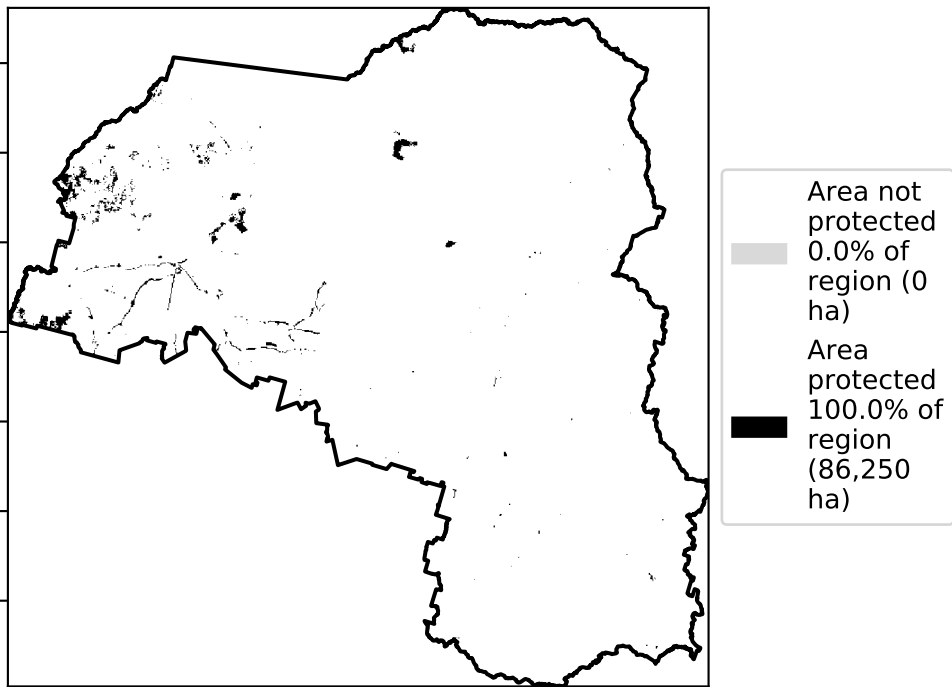 Area not
protected
0.0% of
region (0
ha)
Area
protected
100.0% of
region
(86,250
ha)